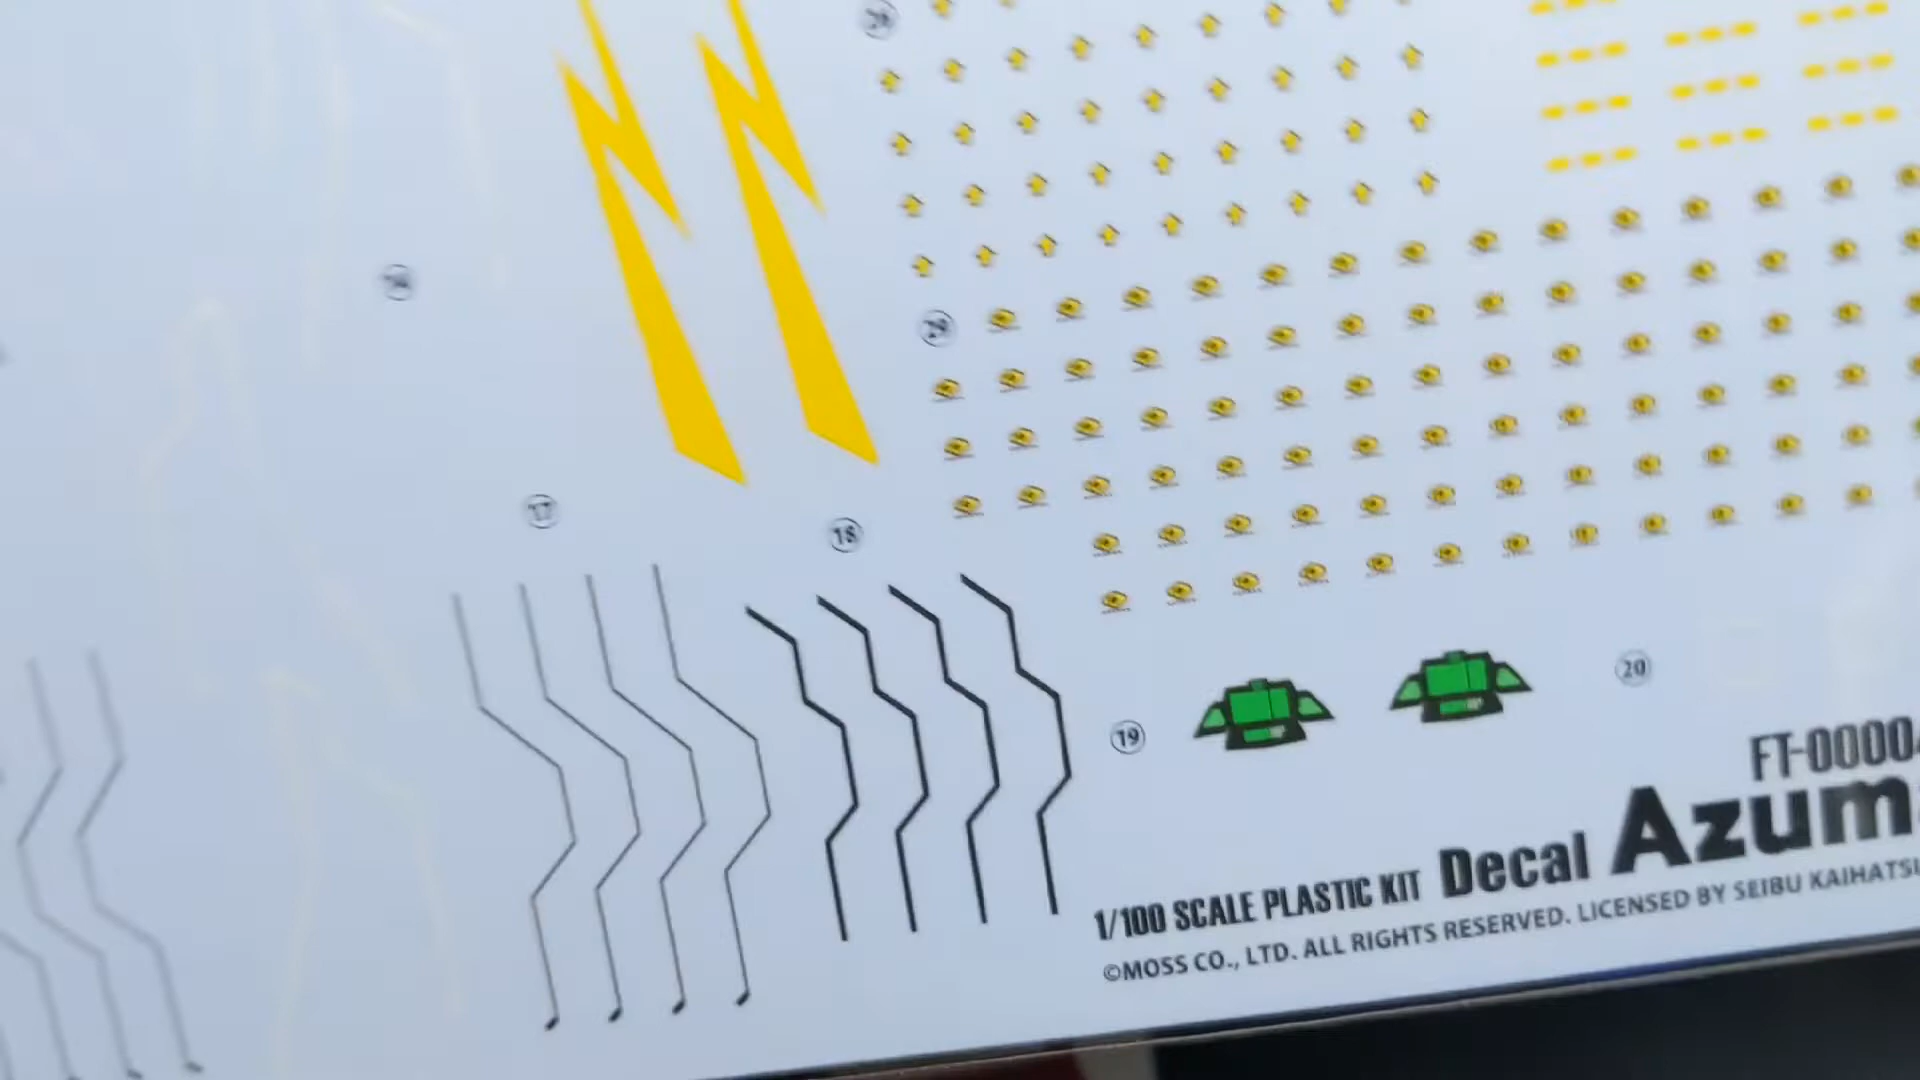 17
18
19
20
FT-0000
1/100 SCALE PLASTIC KIT Decal Azum
©MOSS CO., LTD. ALL RIGHTS RESERVED. LICENSED BY SEIBU KAIHATSU